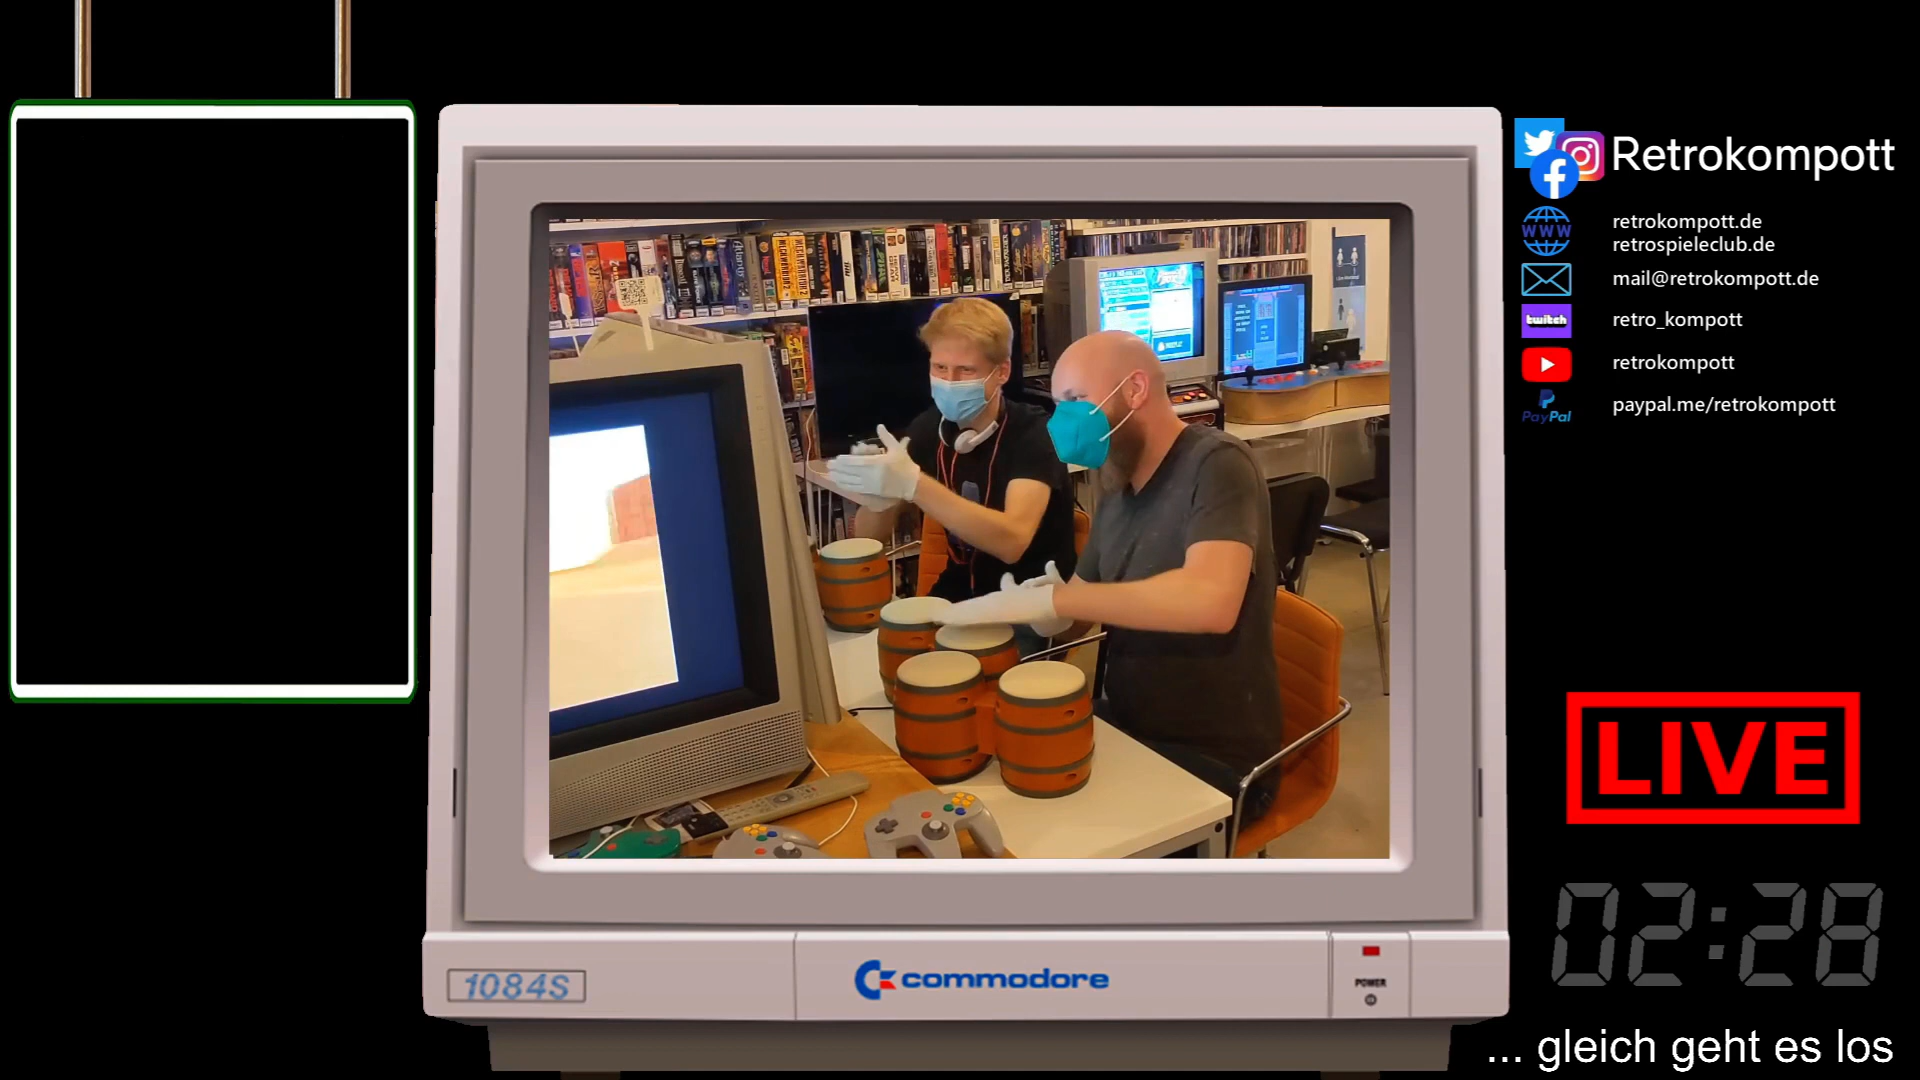 Retrokompott
WWW
retrokompott.de
retrospieleclub.de
mail@retrokompott.de
twitch
retro_kompott
retrokompott
PayPal
paypal.me/retrokompott
LIVE
02:28
1084S
commodore
POWER
... gleich geht es los